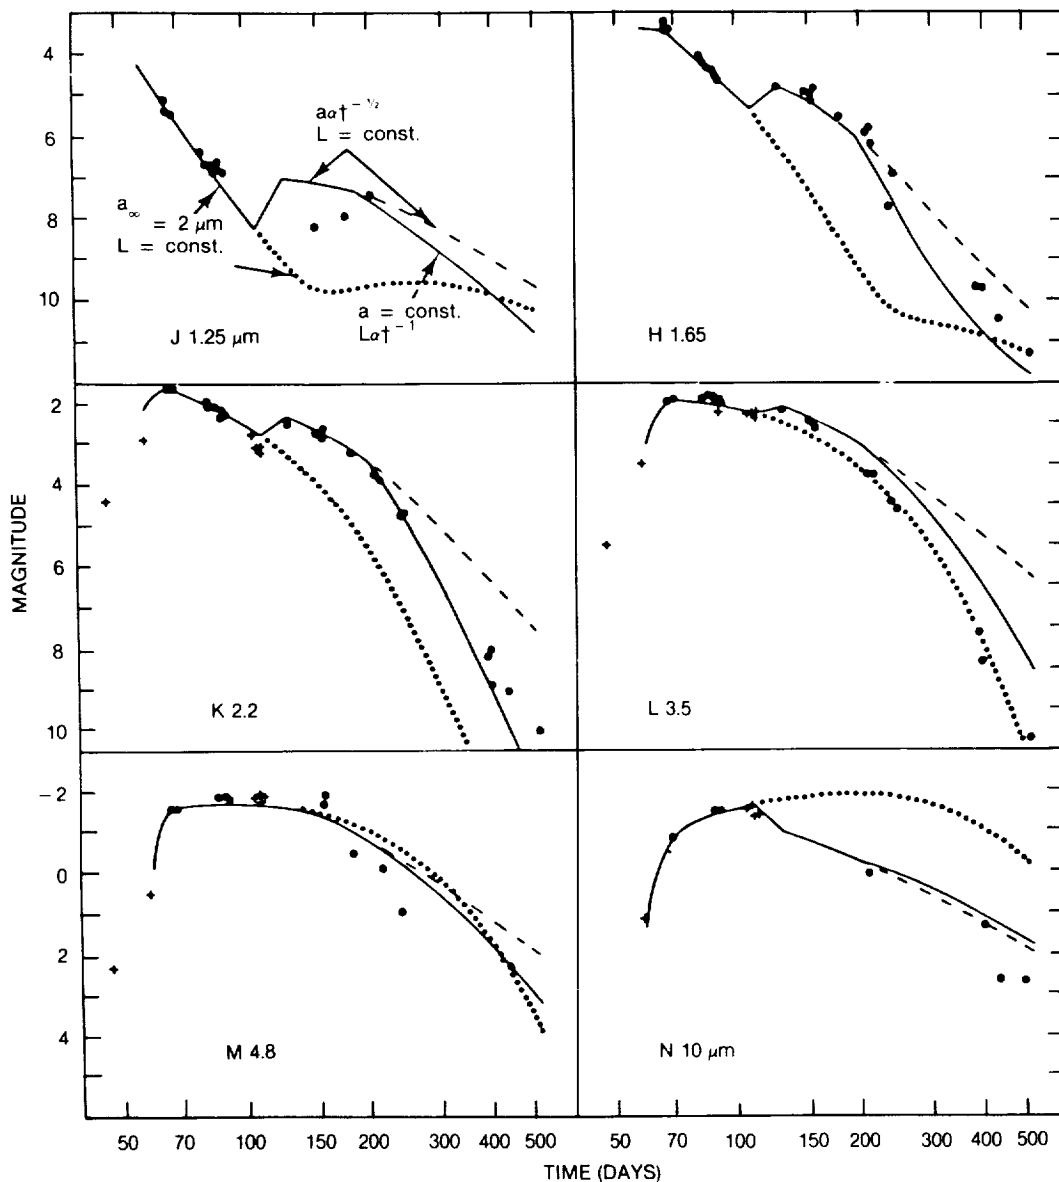 MAGNITUDE
4
6
8
10
aα†⁻¹/²
L = const.
a∞ = 2 μm
L = const.
a = const.
Lα†⁻¹
J 1.25 μm
H 1.65
2
4
6
8
10
K 2.2
L 3.5
−2
0
2
4
M 4.8
N 10 μm
50 70 100 150 200 300 400 500
50 70 100 150 200 300 400 500
TIME (DAYS)